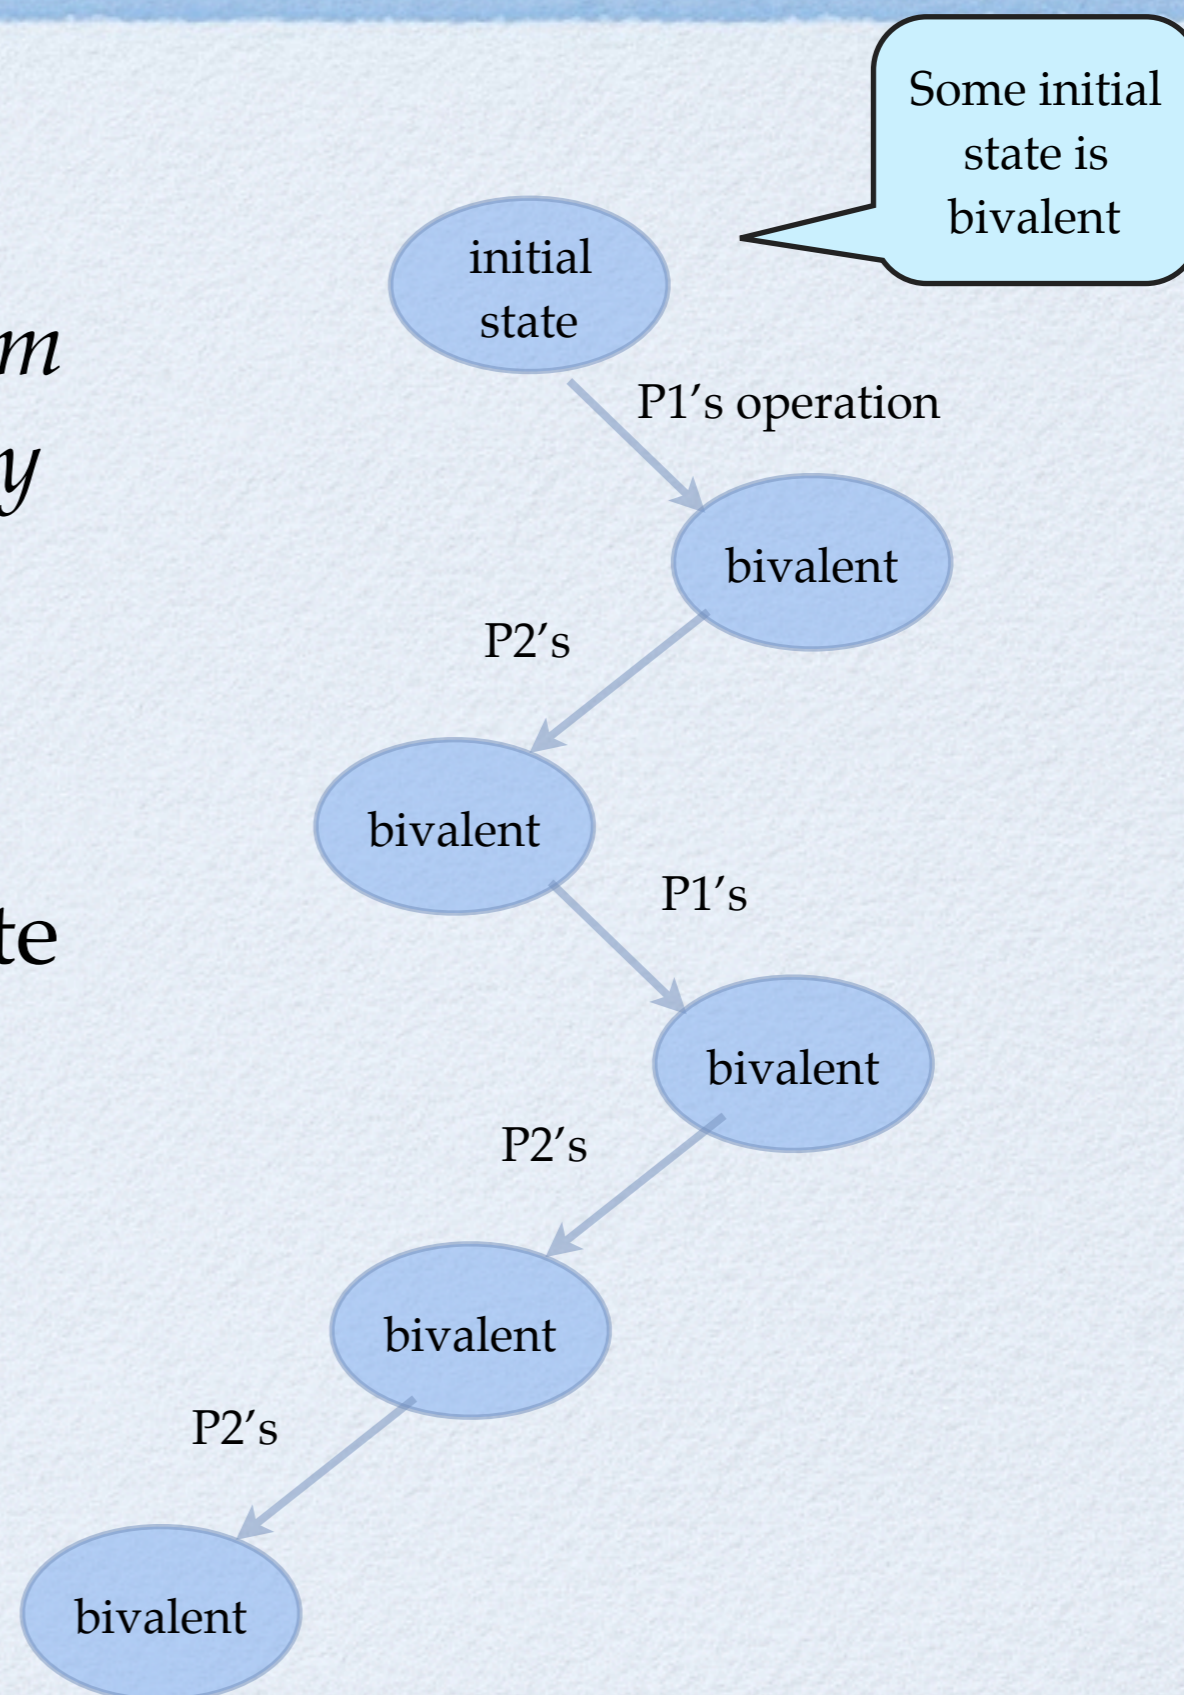 Some initial
state is
bivalent
initial
state
m
P1’s operation
y
bivalent
P2’s
bivalent
P1’s
te
bivalent
P2’s
bivalent
P2’s
bivalent